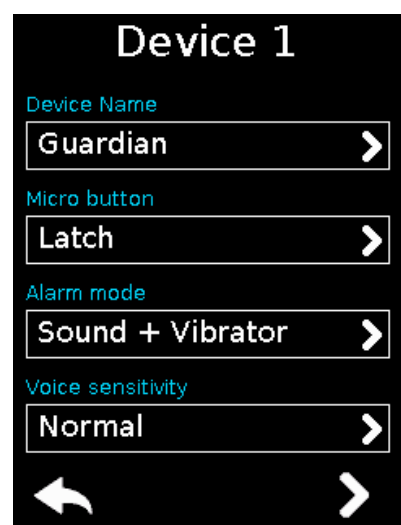 Device 1
Device Name
Guardian
Micro button
Latch
Alarm mode
Sound + Vibrator
Voice sensitivity
Normal